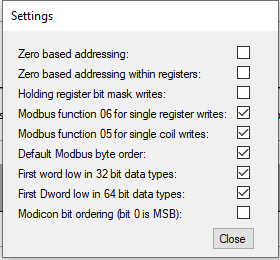 Settings
Zero based addressing:
Zero based addressing within registers:
Holding register bit mask writes:
Modbus function 06 for single register writes:
Modbus function 05 for single coil writes:
Default Modbus byte order:
First word low in 32 bit data types:
First Dword low in 64 bit data types:
Modicon bit ordering (bit 0 is MSB):
Close